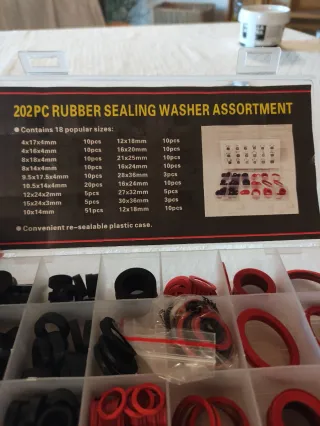 202PC RUBBER SEALING WASHER ASSORTMENT
● Contains 18 popular sizes:
4x17x4mm 10pcs 12x18mm 10pcs
4x16x4mm 10pcs 16x20mm 10pcs
8x18x4mm 10pcs 21x25mm 10pcs
8x14x4mm 10pcs 16x24mm 10pcs
9.5x17.5x4mm 10pcs 28x36mm 3pcs
10.5x14x4mm 20pcs 16x24mm 10pcs
12x24x2mm 5pcs 27x32mm 5pcs
15x24x3mm 5pcs 30x36mm 3pcs
10x14mm 51pcs 12x18mm 10pcs
● Convenient re-sealable plastic case.